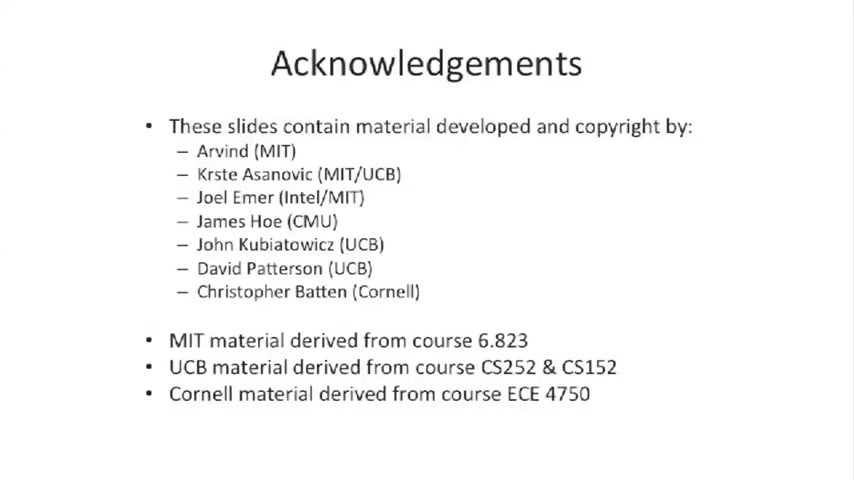 Acknowledgements
• These slides contain material developed and copyright by:
– Arvind (MIT)
– Krste Asanovic (MIT/UCB)
– Joel Emer (Intel/MIT)
– James Hoe (CMU)
– John Kubiatowicz (UCB)
– David Patterson (UCB)
– Christopher Batten (Cornell)
• MIT material derived from course 6.823
• UCB material derived from course CS252 & CS152
• Cornell material derived from course ECE 4750